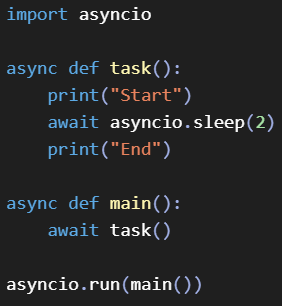 import asyncio

async def task():
    print("Start")
    await asyncio.sleep(2)
    print("End")

async def main():
    await task()

asyncio.run(main())